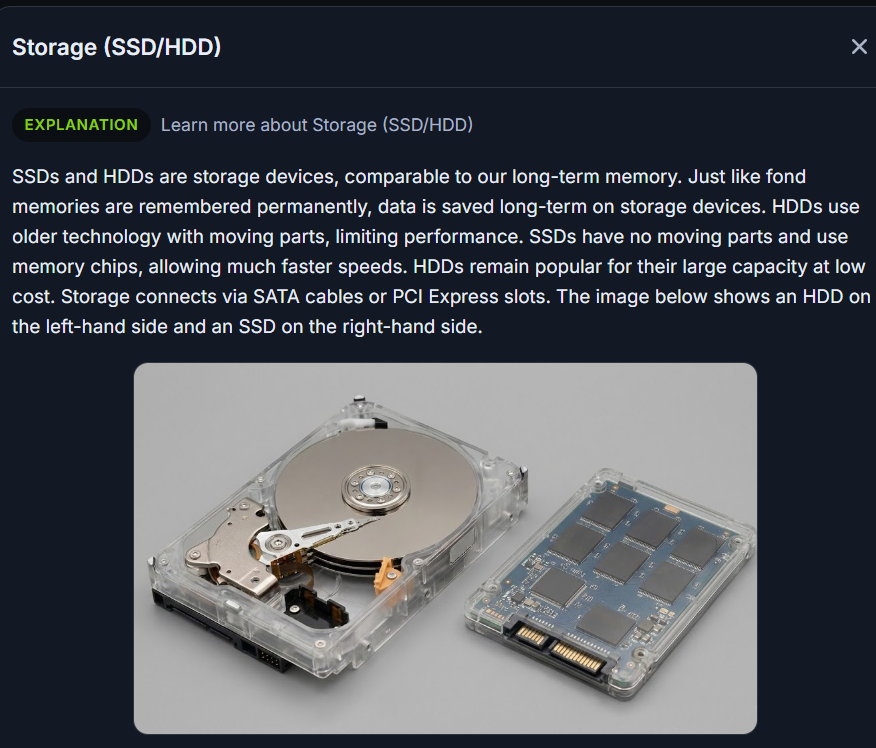 Storage (SSD/HDD)
EXPLANATION Learn more about Storage (SSD/HDD)
SSDs and HDDs are storage devices, comparable to our long-term memory. Just like fond
memories are remembered permanently, data is saved long-term on storage devices. HDDs use
older technology with moving parts, limiting performance. SSDs have no moving parts and use
memory chips, allowing much faster speeds. HDDs remain popular for their large capacity at low
cost. Storage connects via SATA cables or PCI Express slots. The image below shows an HDD on
the left-hand side and an SSD on the right-hand side.